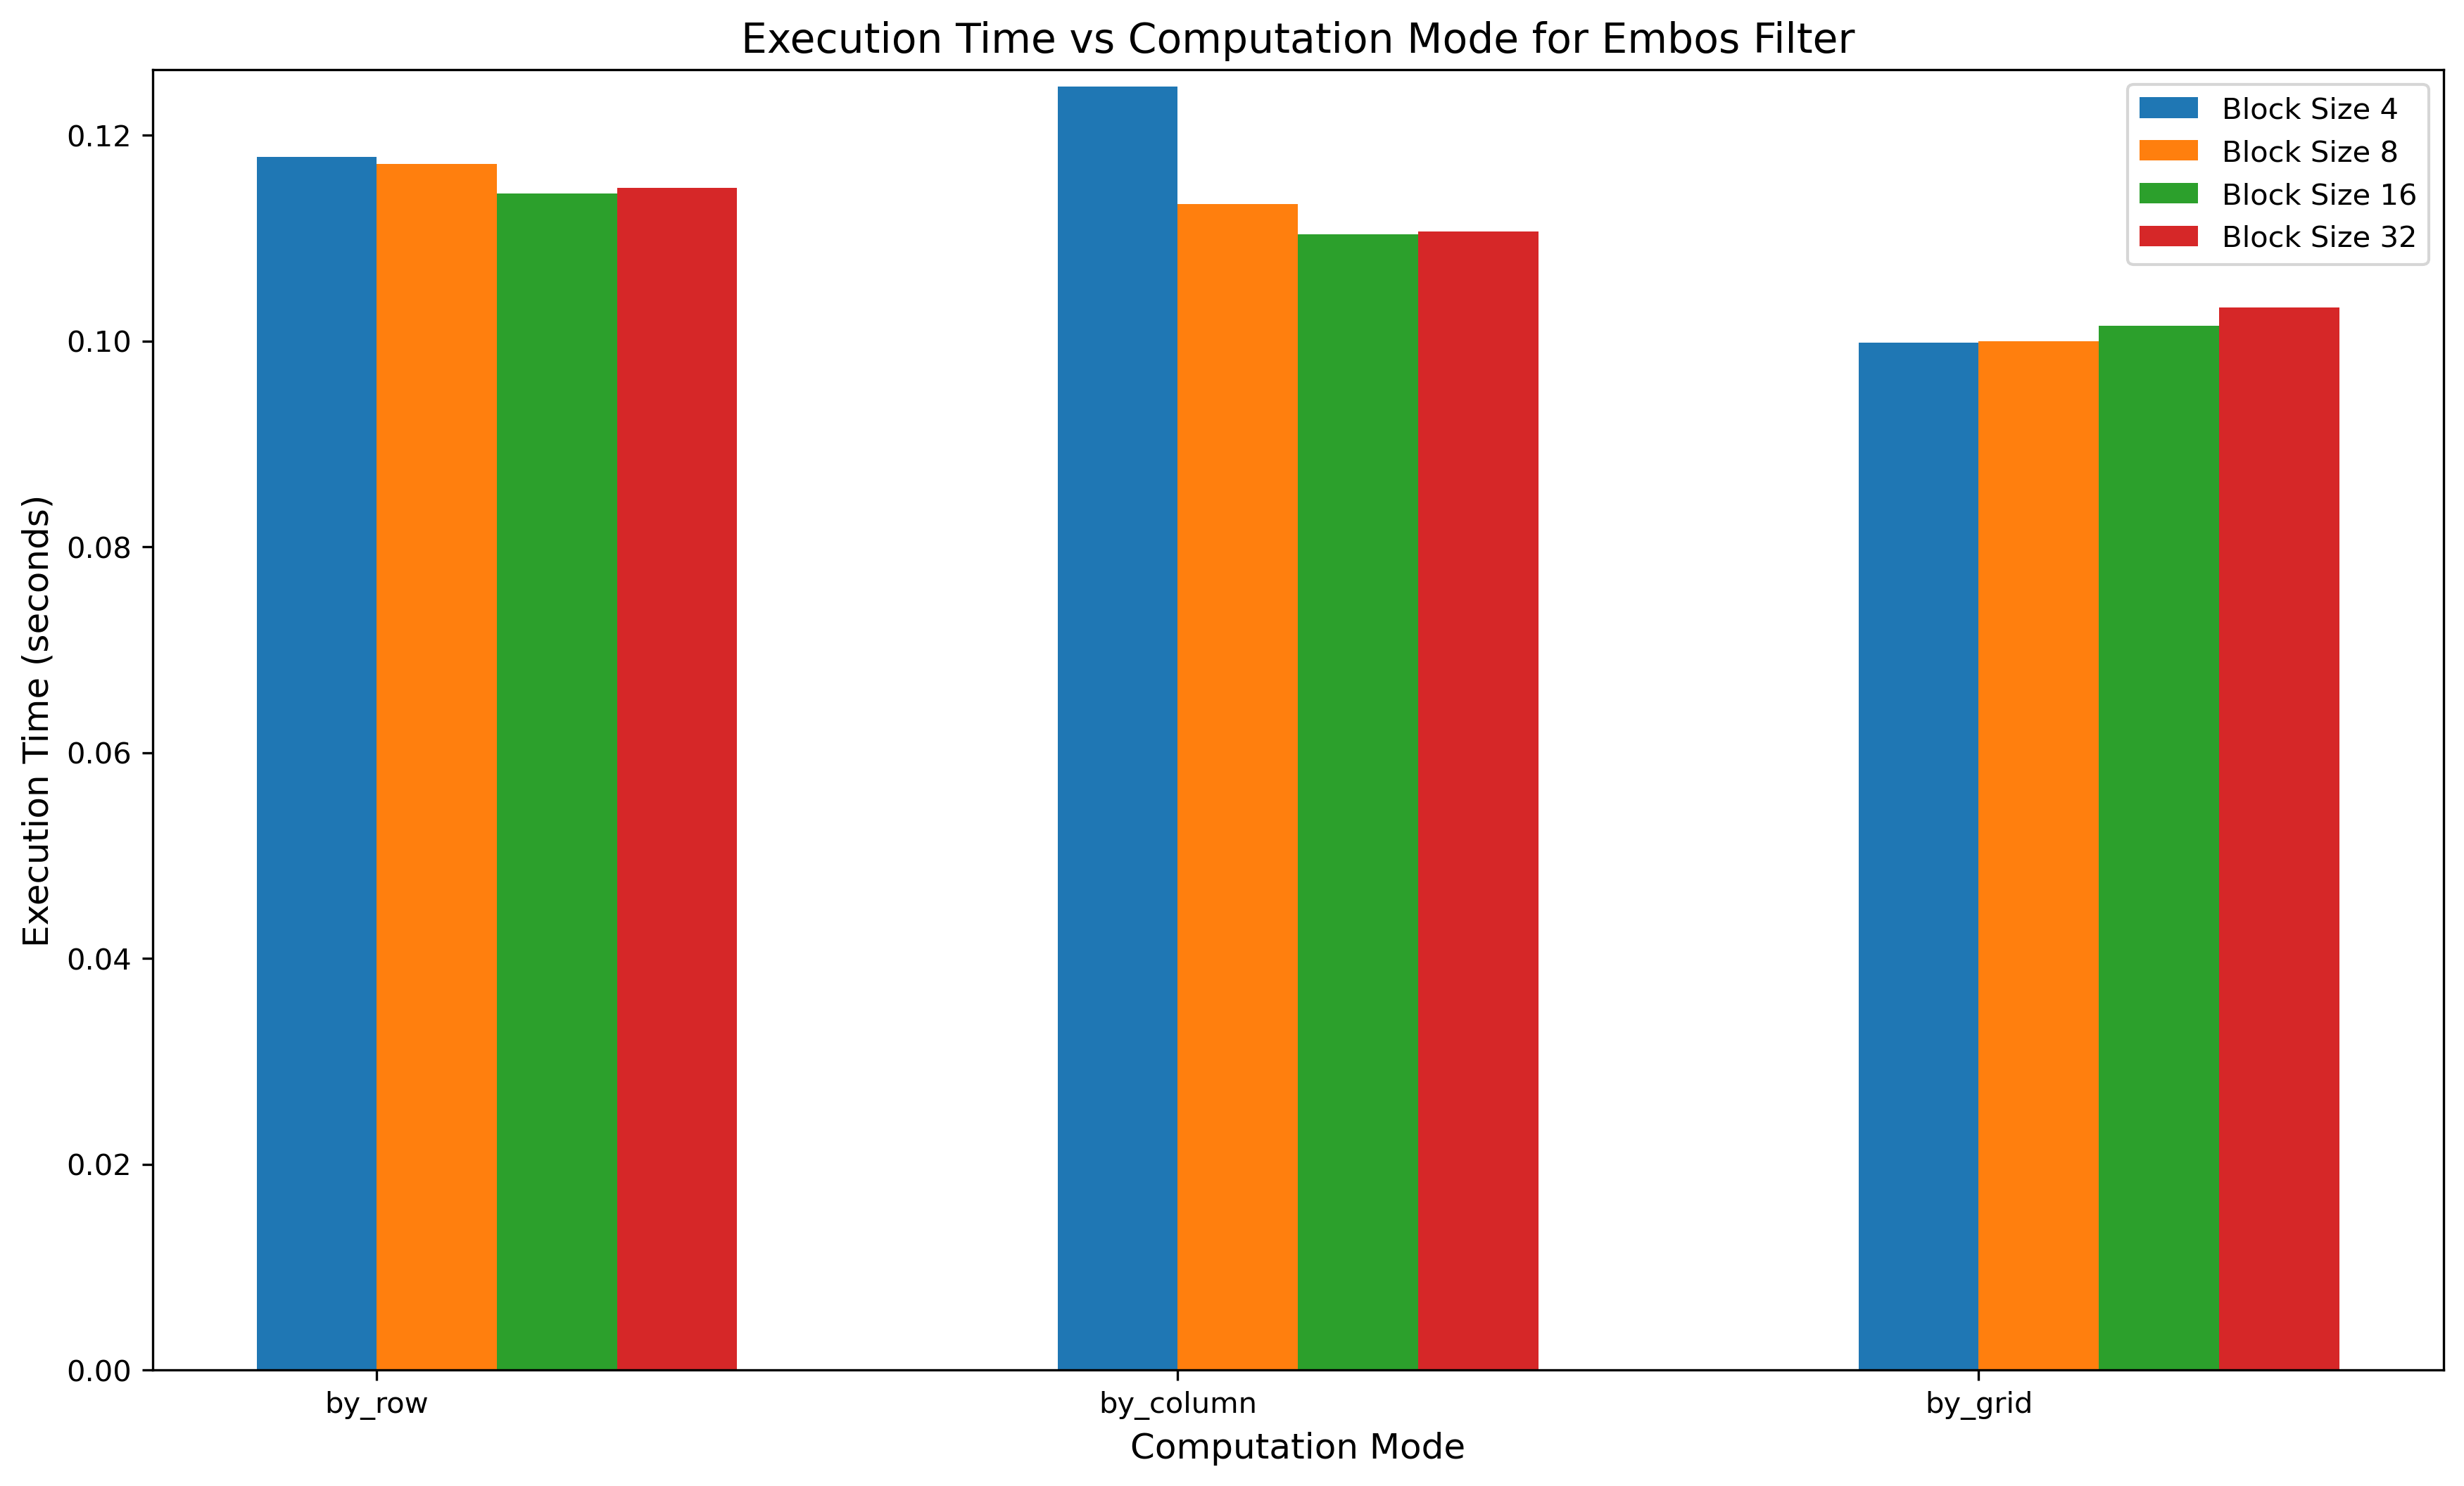 Execution Time vs Computation Mode for Embos Filter
Execution Time (seconds)
0.12
0.10
0.08
0.06
0.04
0.02
0.00
Block Size 4
Block Size 8
Block Size 16
Block Size 32
by_row
by_column
by_grid
Computation Mode